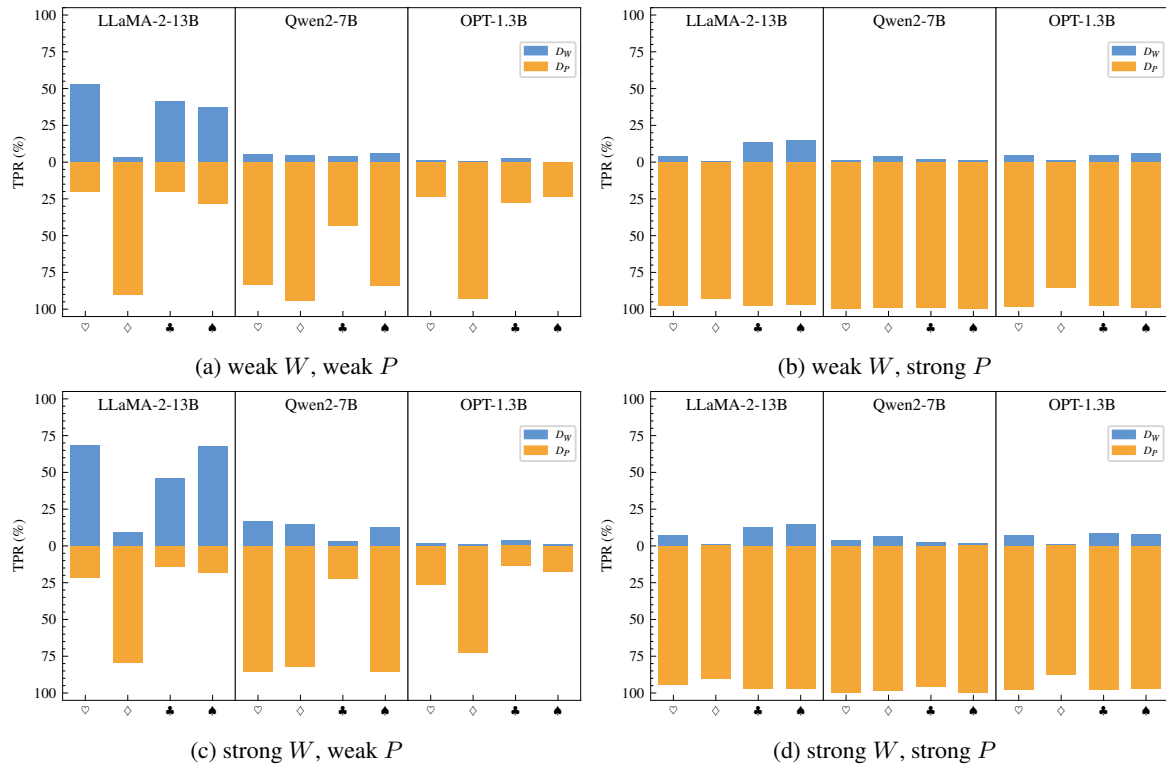 LLaMA-2-13B Qwen2-7B OPT-1.3B
100
75
50
25
0
25
50
75
100
TPR (%)
D_W
D_P
♡ ♢ ♣ ♠ ♡ ♢ ♣ ♠ ♡ ♢ ♣ ♠
(a) weak W, weak P
LLaMA-2-13B Qwen2-7B OPT-1.3B
100
75
50
25
0
25
50
75
100
TPR (%)
D_W
D_P
♡ ♢ ♣ ♠ ♡ ♢ ♣ ♠ ♡ ♢ ♣ ♠
(b) weak W, strong P
LLaMA-2-13B Qwen2-7B OPT-1.3B
100
75
50
25
0
25
50
75
100
TPR (%)
D_W
D_P
♡ ♢ ♣ ♠ ♡ ♢ ♣ ♠ ♡ ♢ ♣ ♠
(c) strong W, weak P
LLaMA-2-13B Qwen2-7B OPT-1.3B
100
75
50
25
0
25
50
75
100
TPR (%)
D_W
D_P
♡ ♢ ♣ ♠ ♡ ♢ ♣ ♠ ♡ ♢ ♣ ♠
(d) strong W, strong P